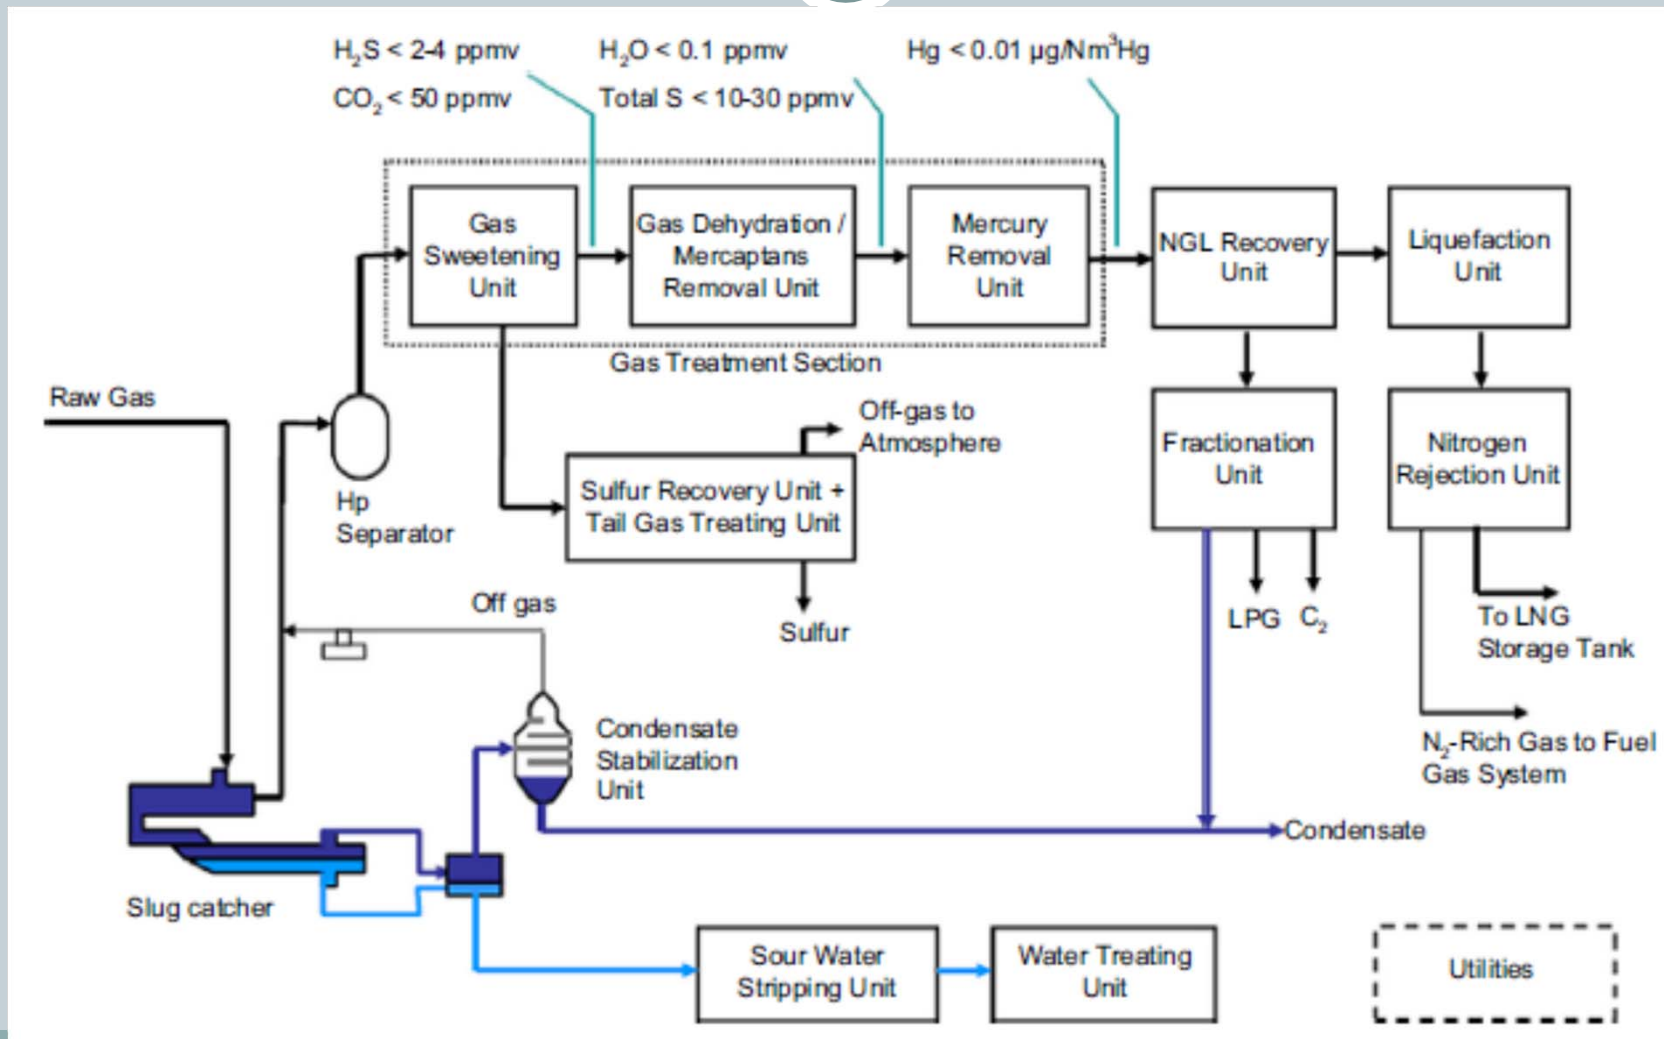 H₂S < 2-4 ppmv
CO₂ < 50 ppmv
H₂O < 0.1 ppmv
Total S < 10-30 ppmv
Hg < 0.01 µg/Nm³Hg
Gas
Sweetening
Unit
Gas Dehydration /
Mercaptans
Removal Unit
Mercury
Removal
Unit
NGL Recovery
Unit
Liquefaction
Unit
Gas Treatment Section
Raw Gas
Hp
Separator
Off-gas to
Atmosphere
Sulfur Recovery Unit +
Tail Gas Treating Unit
Sulfur
Fractionation
Unit
Nitrogen
Rejection Unit
LPG
C₂
To LNG
Storage Tank
N₂-Rich Gas to Fuel
Gas System
Off gas
Condensate
Stabilization
Unit
Condensate
Slug catcher
Sour Water
Stripping Unit
Water Treating
Unit
Utilities